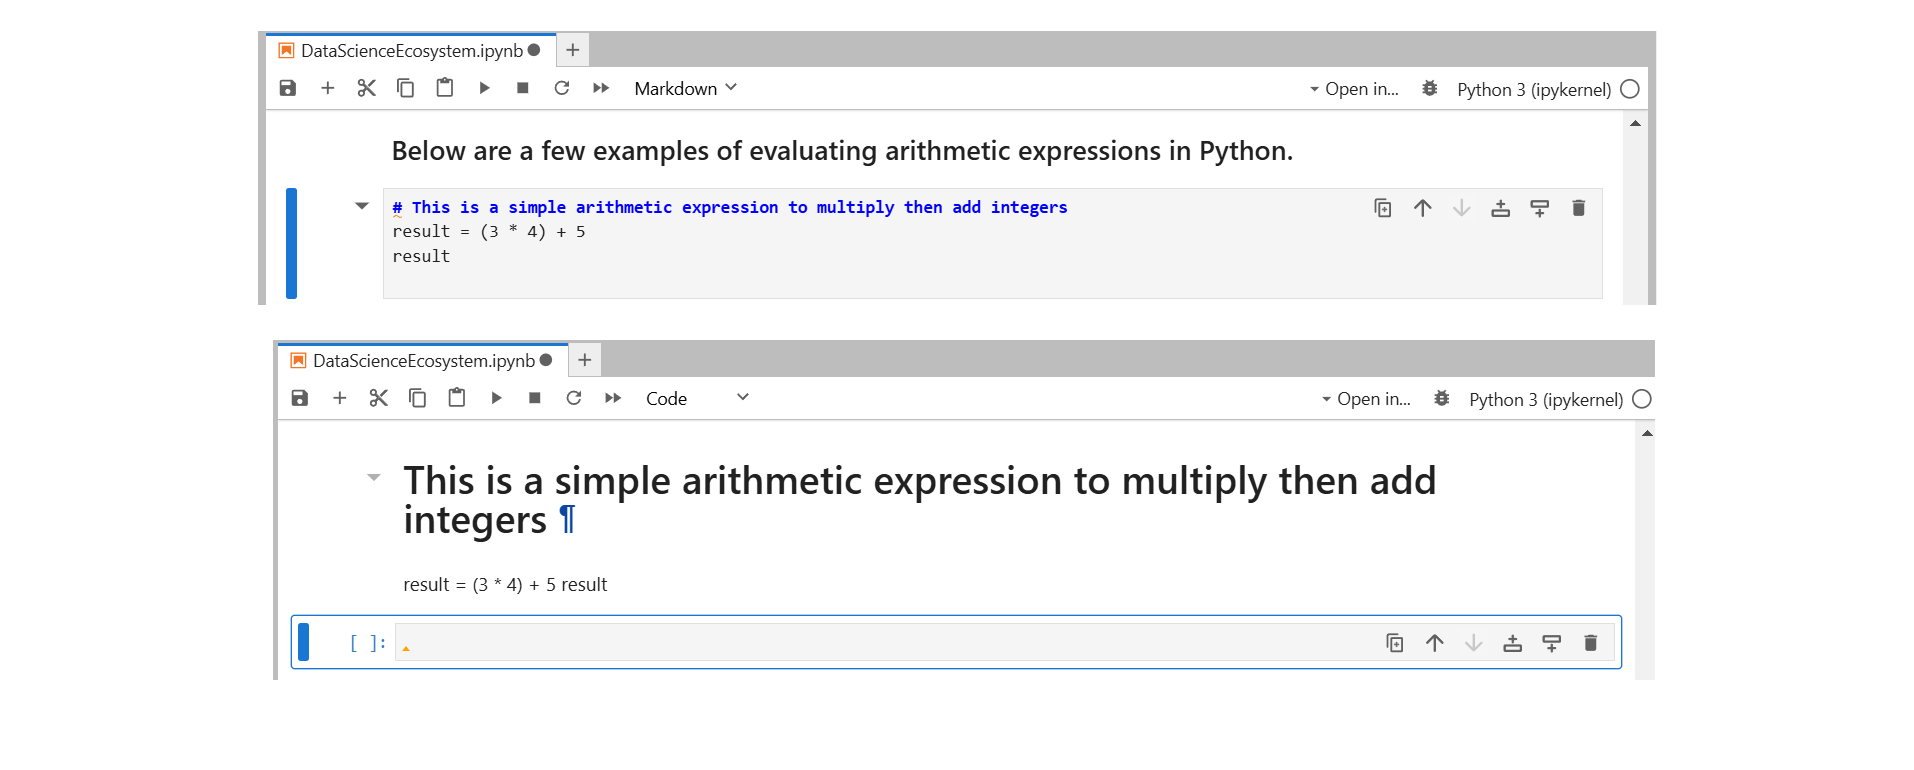 DataScienceEcosystem.ipynb
Markdown
Open in...
Python 3 (ipykernel)
Below are a few examples of evaluating arithmetic expressions in Python.
# This is a simple arithmetic expression to multiply then add integers
result = (3 * 4) + 5
result
DataScienceEcosystem.ipynb
Code
Open in...
Python 3 (ipykernel)
This is a simple arithmetic expression to multiply then add
integers ¶
result = (3 * 4) + 5 result
[ ]: